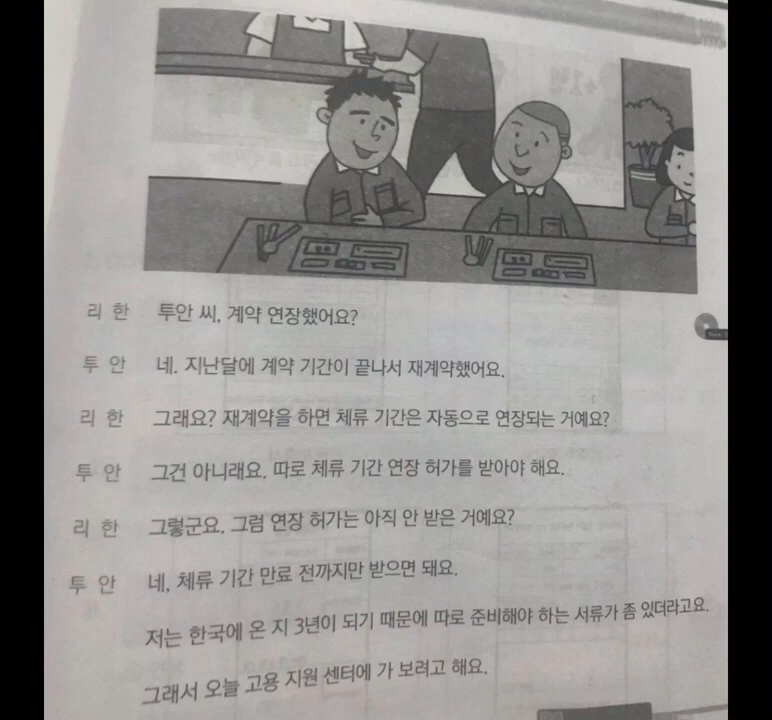 리 한 투안 씨, 계약 연장했어요?
투 안 네. 지난달에 계약 기간이 끝나서 재계약했어요.
리 한 그래요? 재계약을 하면 체류 기간은 자동으로 연장되는 거예요?
투 안 그건 아니래요. 따로 체류 기간 연장 허가를 받아야 해요.
리 한 그렇군요. 그럼 연장 허가는 아직 안 받은 거예요?
투 안 네, 체류 기간 만료 전까지만 받으면 돼요.
저는 한국에 온 지 3년이 되기 때문에 따로 준비해야 하는 서류가 좀 있더라고요.
그래서 오늘 고용 지원 센터에 가 보려고 해요.